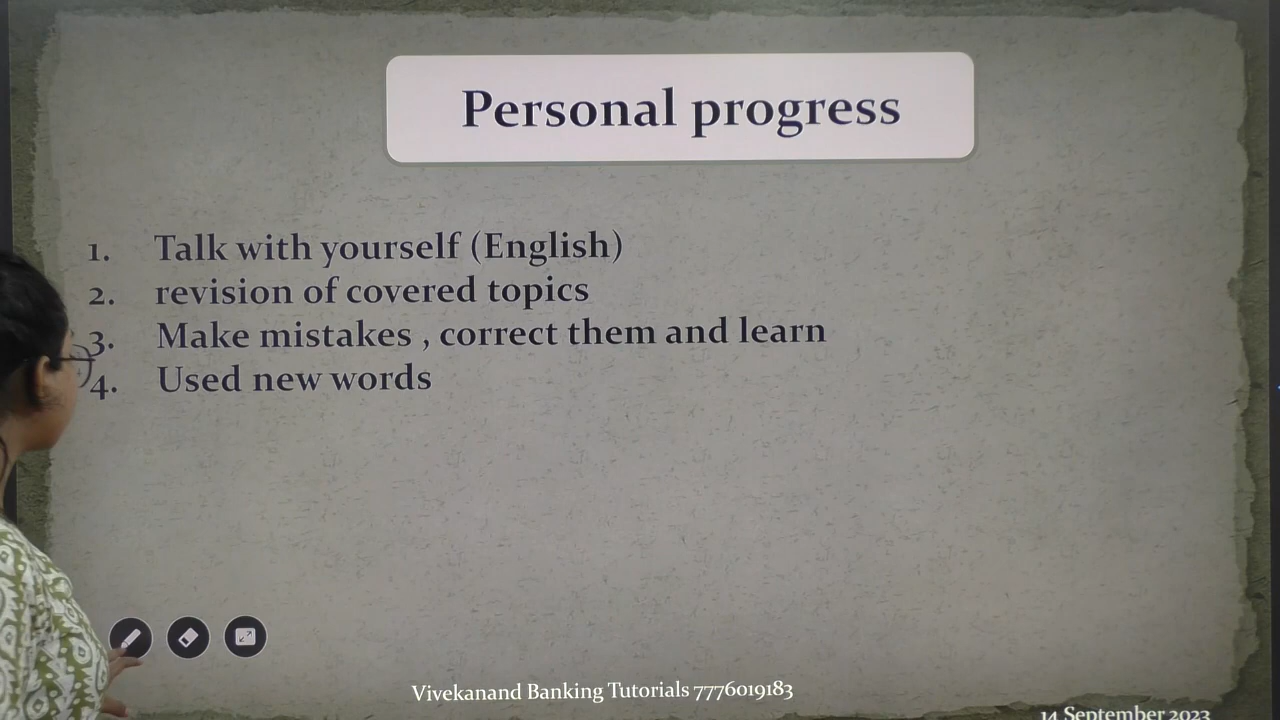 Personal progress
1. Talk with yourself (English)
2. revision of covered topics
3. Make mistakes , correct them and learn
4. Used new words
Vivekanand Banking Tutorials 7776019183
14 September 2023